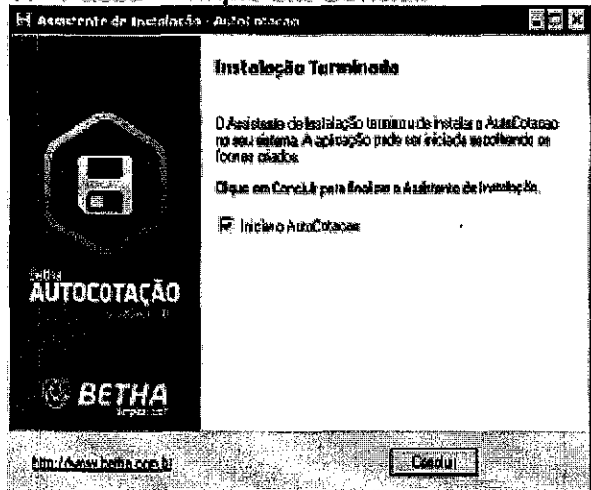 Assistente de Instalação - AutoCotacao
Instalação Terminada
O Assistente de Instalação terminou de instalar o AutoCotacao
no seu sistema. A aplicação pode ser iniciada escolhendo os
ícones criados.
Clique em Concluir para finalizar o Assistente de Instalação.
Iniciar o AutoCotacao
Betha
AUTOCOTAÇÃO
BETHA
http://www.betha.com.br
Concluir